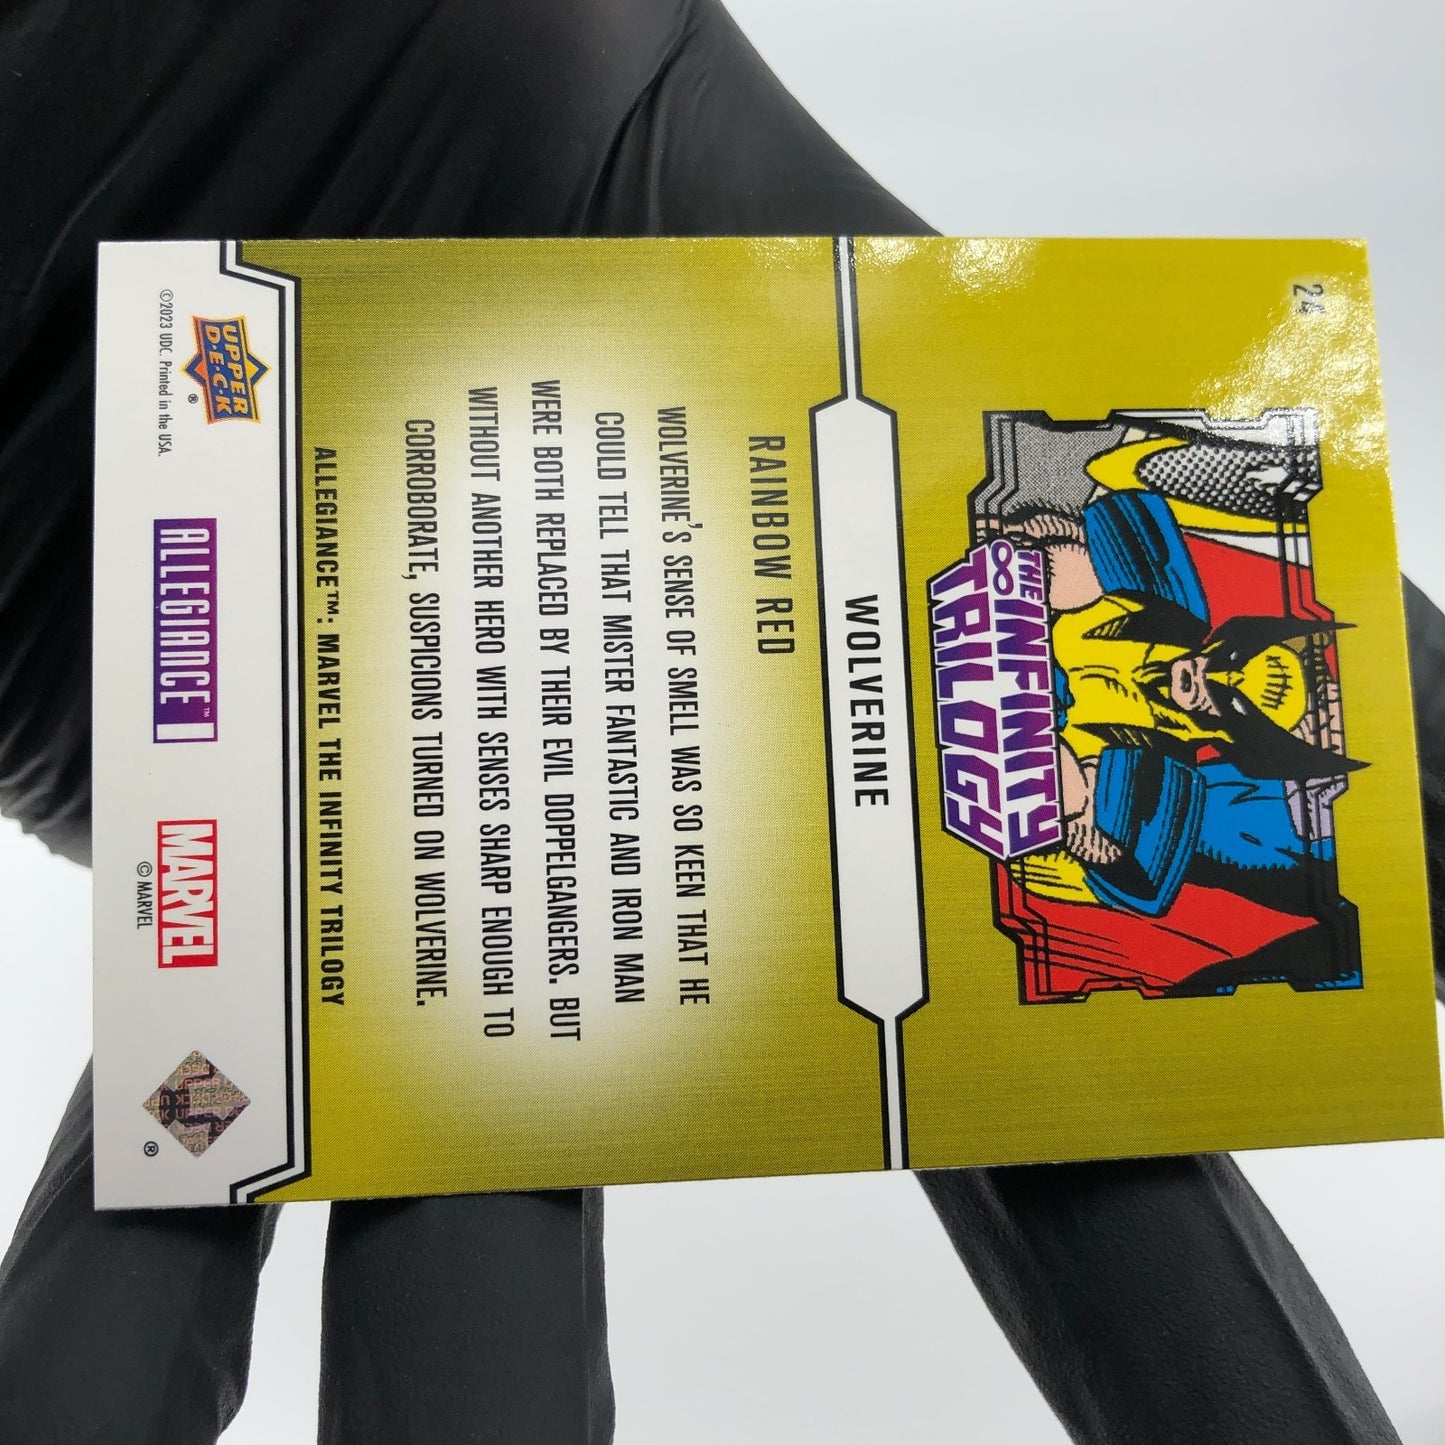 24
THE INFINITY
TRILOGY
WOLVERINE
RAINBOW RED
WOLVERINE'S SENSE OF SMELL WAS SO KEEN THAT HE
COULD TELL THAT MISTER FANTASTIC AND IRON MAN
WERE BOTH REPLACED BY THEIR EVIL DOPPELGANGERS. BUT
WITHOUT ANOTHER HERO WITH SENSES SHARP ENOUGH TO
CORROBORATE, SUSPICIONS TURNED ON WOLVERINE.
ALLEGIANCE™: MARVEL THE INFINITY TRILOGY
UPPER
D•E•C•K
®
ALLEGIANCE™
MARVEL
© MARVEL
®
©2023 UDC. Printed in the USA.